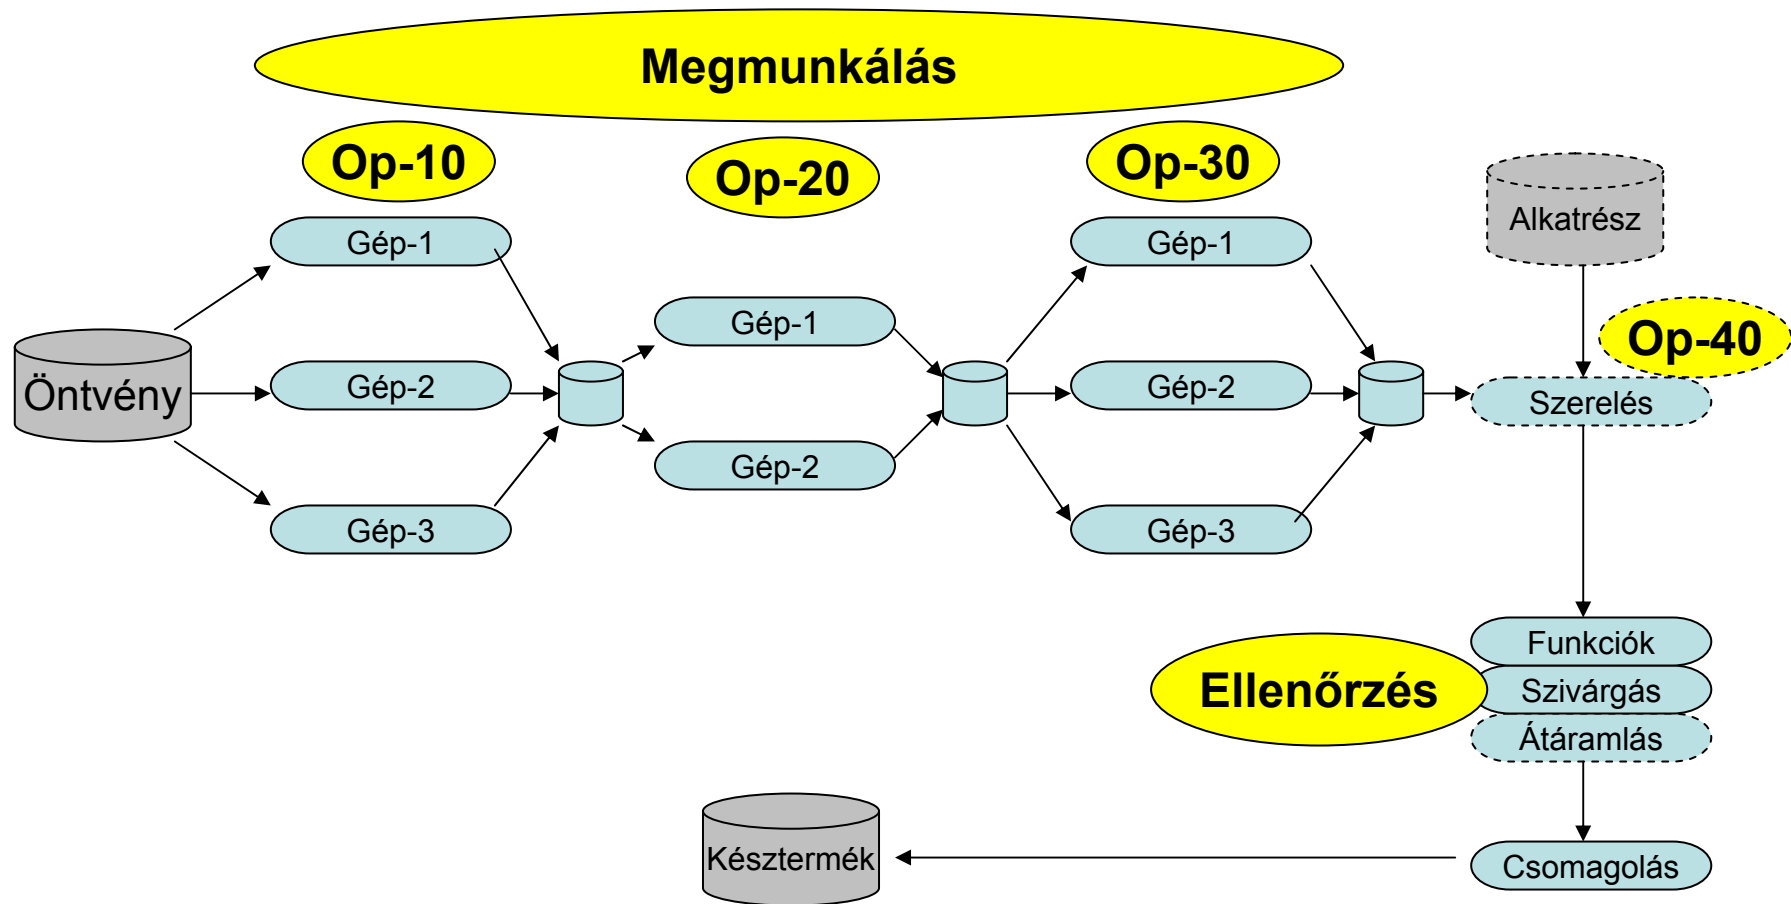 Megmunkálás
Op-10
Op-20
Op-30
Gép-1
Gép-2
Gép-3
Öntvény
Gép-1
Gép-2
Gép-1
Gép-2
Gép-3
Alkatrész
Op-40
Szerelés
Funkciók
Szivárgás
Átáramlás
Ellenőrzés
Csomagolás
Késztermék